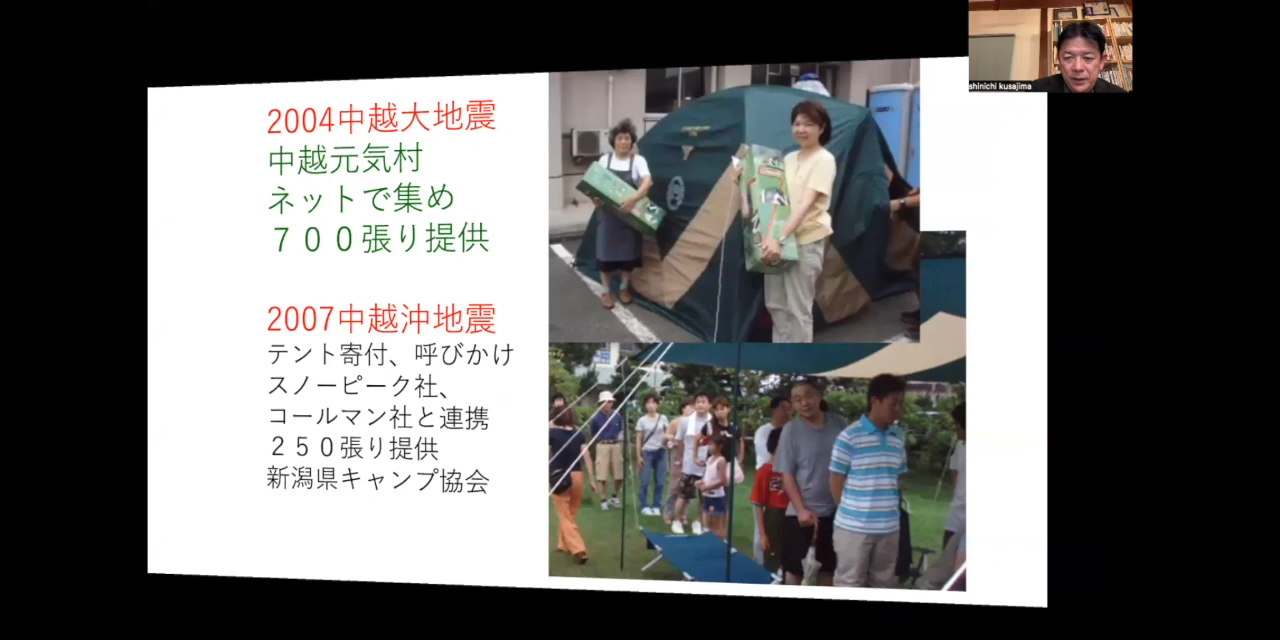 2004中越大地震
中越元気村
ネットで集め
７００張り提供
2007中越沖地震
テント寄付、呼びかけ
スノーピーク社、
コールマン社と連携
２５０張り提供
新潟県キャンプ協会
shinichi kusajima